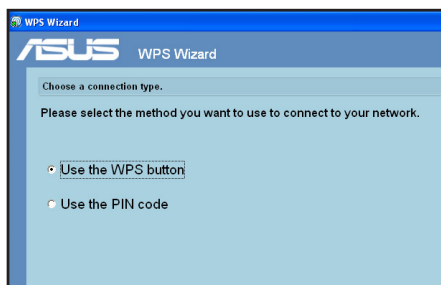 WPS Wizard
ASUS WPS Wizard
Choose a connection type.
Please select the method you want to use to connect to your network.
Use the WPS button
Use the PIN code